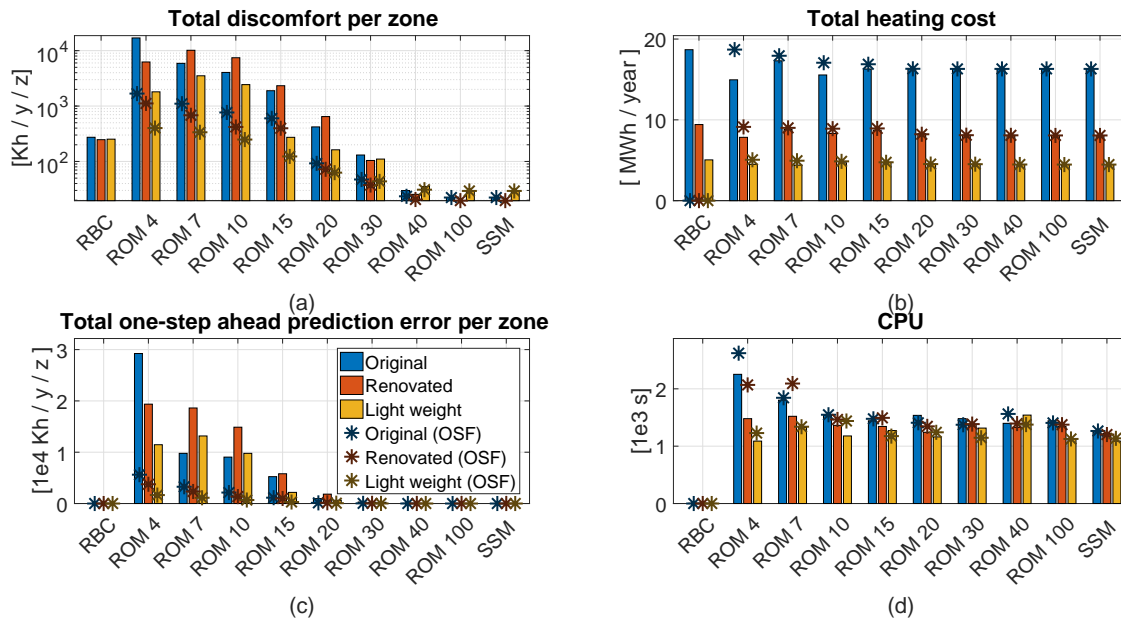 Total discomfort per zone
[Kh / y / z]
10^4
10^3
10^2
RBC
ROM 4
ROM 7
ROM 10
ROM 15
ROM 20
ROM 30
ROM 40
ROM 100
SSM
(a)
Total heating cost
[ MWh / year ]
20
10
0
RBC
ROM 4
ROM 7
ROM 10
ROM 15
ROM 20
ROM 30
ROM 40
ROM 100
SSM
(b)
Total one-step ahead prediction error per zone
[1e4 Kh / y / z ]
3
2
1
0
Original
Renovated
Light weight
Original (OSF)
Renovated (OSF)
Light weight (OSF)
RBC
ROM 4
ROM 7
ROM 10
ROM 15
ROM 20
ROM 30
ROM 40
ROM 100
SSM
(c)
CPU
[1e3 s]
2
1
0
RBC
ROM 4
ROM 7
ROM 10
ROM 15
ROM 20
ROM 30
ROM 40
ROM 100
SSM
(d)